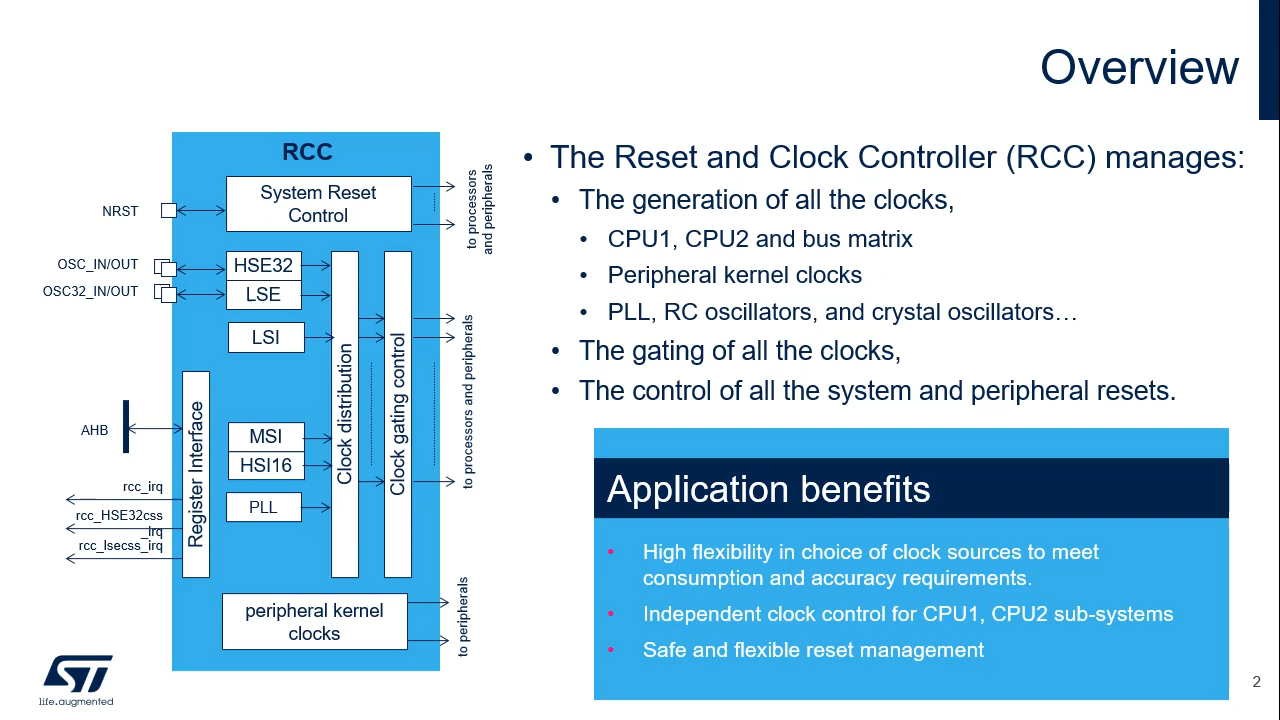 Overview
RCC
System Reset
Control
NRST
to processors
and peripherals
OSC_IN/OUT
HSE32
OSC32_IN/OUT
LSE
LSI
Clock distribution
Clock gating control
to processors and peripherals
Register Interface
AHB
MSI
HSI16
PLL
rcc_irq
rcc_HSE32css
_irq
rcc_lsecss_irq
peripheral kernel
clocks
to peripherals
• The Reset and Clock Controller (RCC) manages:
• The generation of all the clocks,
• CPU1, CPU2 and bus matrix
• Peripheral kernel clocks
• PLL, RC oscillators, and crystal oscillators…
• The gating of all the clocks,
• The control of all the system and peripheral resets.
Application benefits
• High flexibility in choice of clock sources to meet
consumption and accuracy requirements.
• Independent clock control for CPU1, CPU2 sub-systems
• Safe and flexible reset management
ST
life.augmented
2